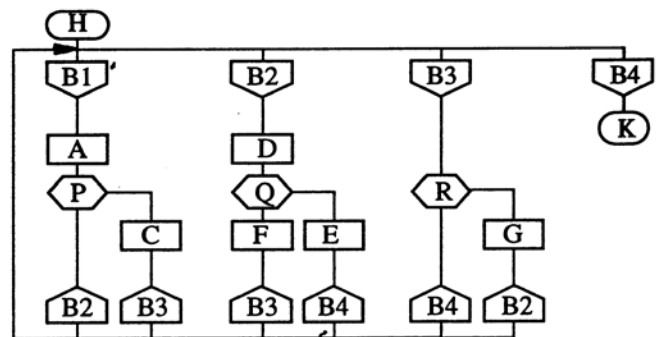 H
B1 B2 B3 B4
K
A D
P Q R
C F E G
B2 B3 B3 B4 B4 B2